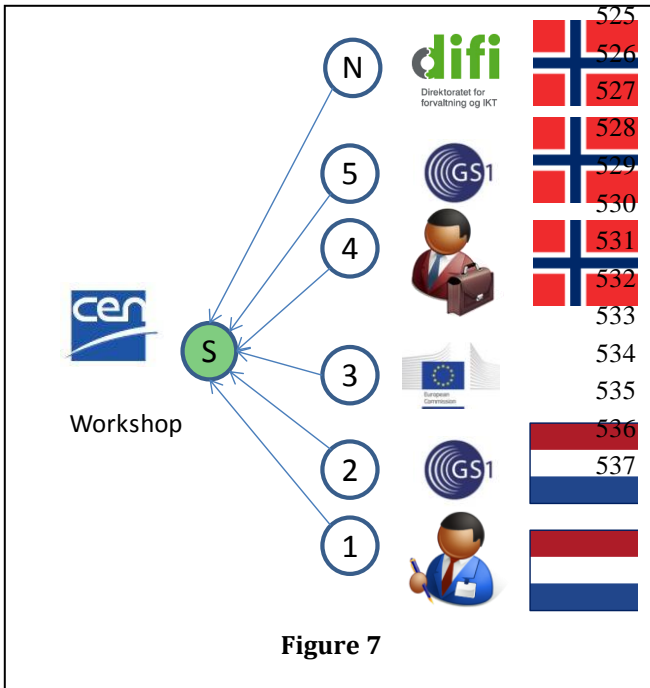 525
N
difi
526
Direktoratet for
forvaltning og IKT
527
528
5
GS1
529
530
4
531
532
cen
533
S
534
3
European
Commission
535
Workshop
536
2
GS1
537
1
Figure 7